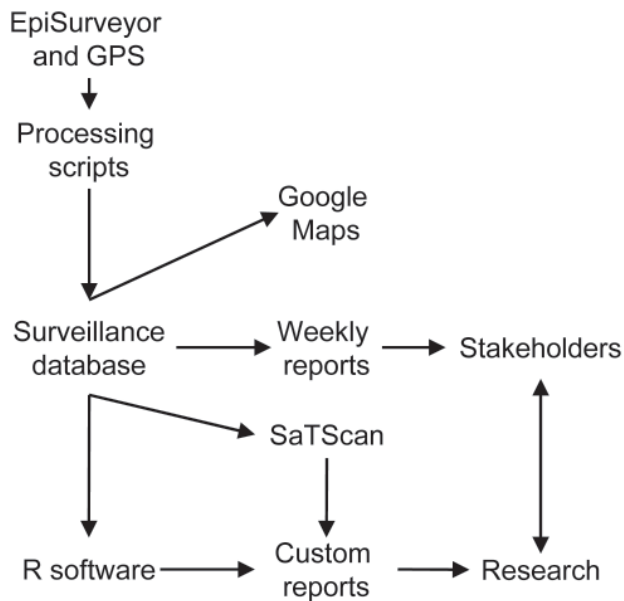 EpiSurveyor
and GPS
Processing
scripts
Google
Maps
Surveillance
database
Weekly
reports
Stakeholders
SaTScan
R software
Custom
reports
Research